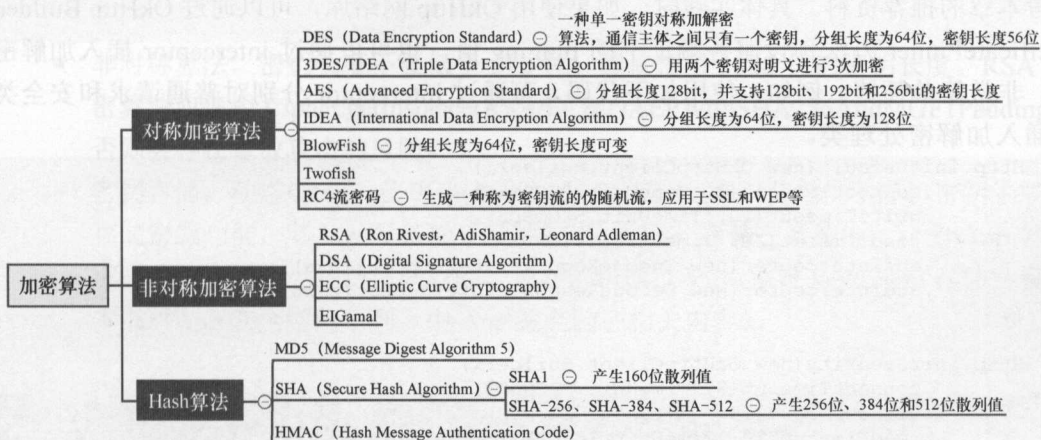 一种单一密钥对称加解密
DES（Data Encryption Standard）
算法，通信主体之间只有一个密钥，分组长度为64位，密钥长度56位
3DES/TDEA（Triple Data Encryption Algorithm）
用两个密钥对明文进行3次加密
AES（Advanced Encryption Standard）
分组长度128bit，并支持128bit、192bit和256bit的密钥长度
对称加密算法
IDEA（International Data Encryption Algorithm）
分组长度为64位，密钥长度为128位
BlowFish
分组长度为64位，密钥长度可变
Twofish
RC4流密码
生成一种称为密钥流的伪随机流，应用于SSL和WEP等
加密算法
非对称加密算法
RSA（Ron Rivest，AdiShamir，Leonard Adleman）
DSA（Digital Signature Algorithm）
ECC（Elliptic Curve Cryptography）
EIGamal
Hash算法
MD5（Message Digest Algorithm 5）
SHA（Secure Hash Algorithm）
SHA1
产生160位散列值
SHA-256、SHA-384、SHA-512
产生256位、384位和512位散列值
HMAC（Hash Message Authentication Code）